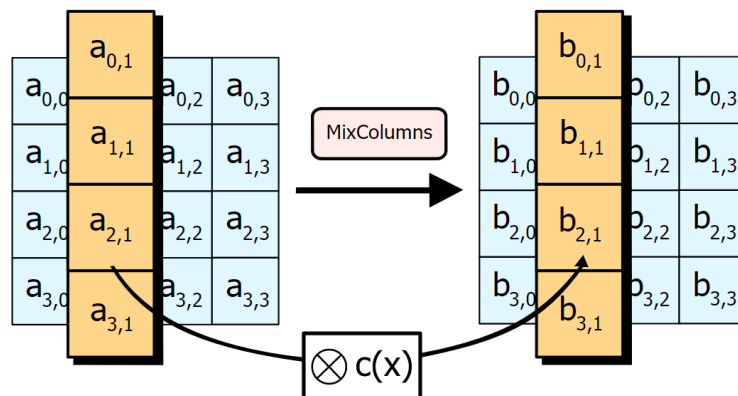 a0,1
a0,0 a0,2 a0,3
a1,1
a1,0 a1,2 a1,3
a2,1
a2,0 a2,2 a2,3
a3,0 a3,2 a3,3
a3,1
MixColumns
b0,1
b0,0 b0,2 b0,3
b1,1
b1,0 b1,2 b1,3
b2,1
b2,0 b2,2 b2,3
b3,0 b3,2 b3,3
b3,1
⊗ c(x)